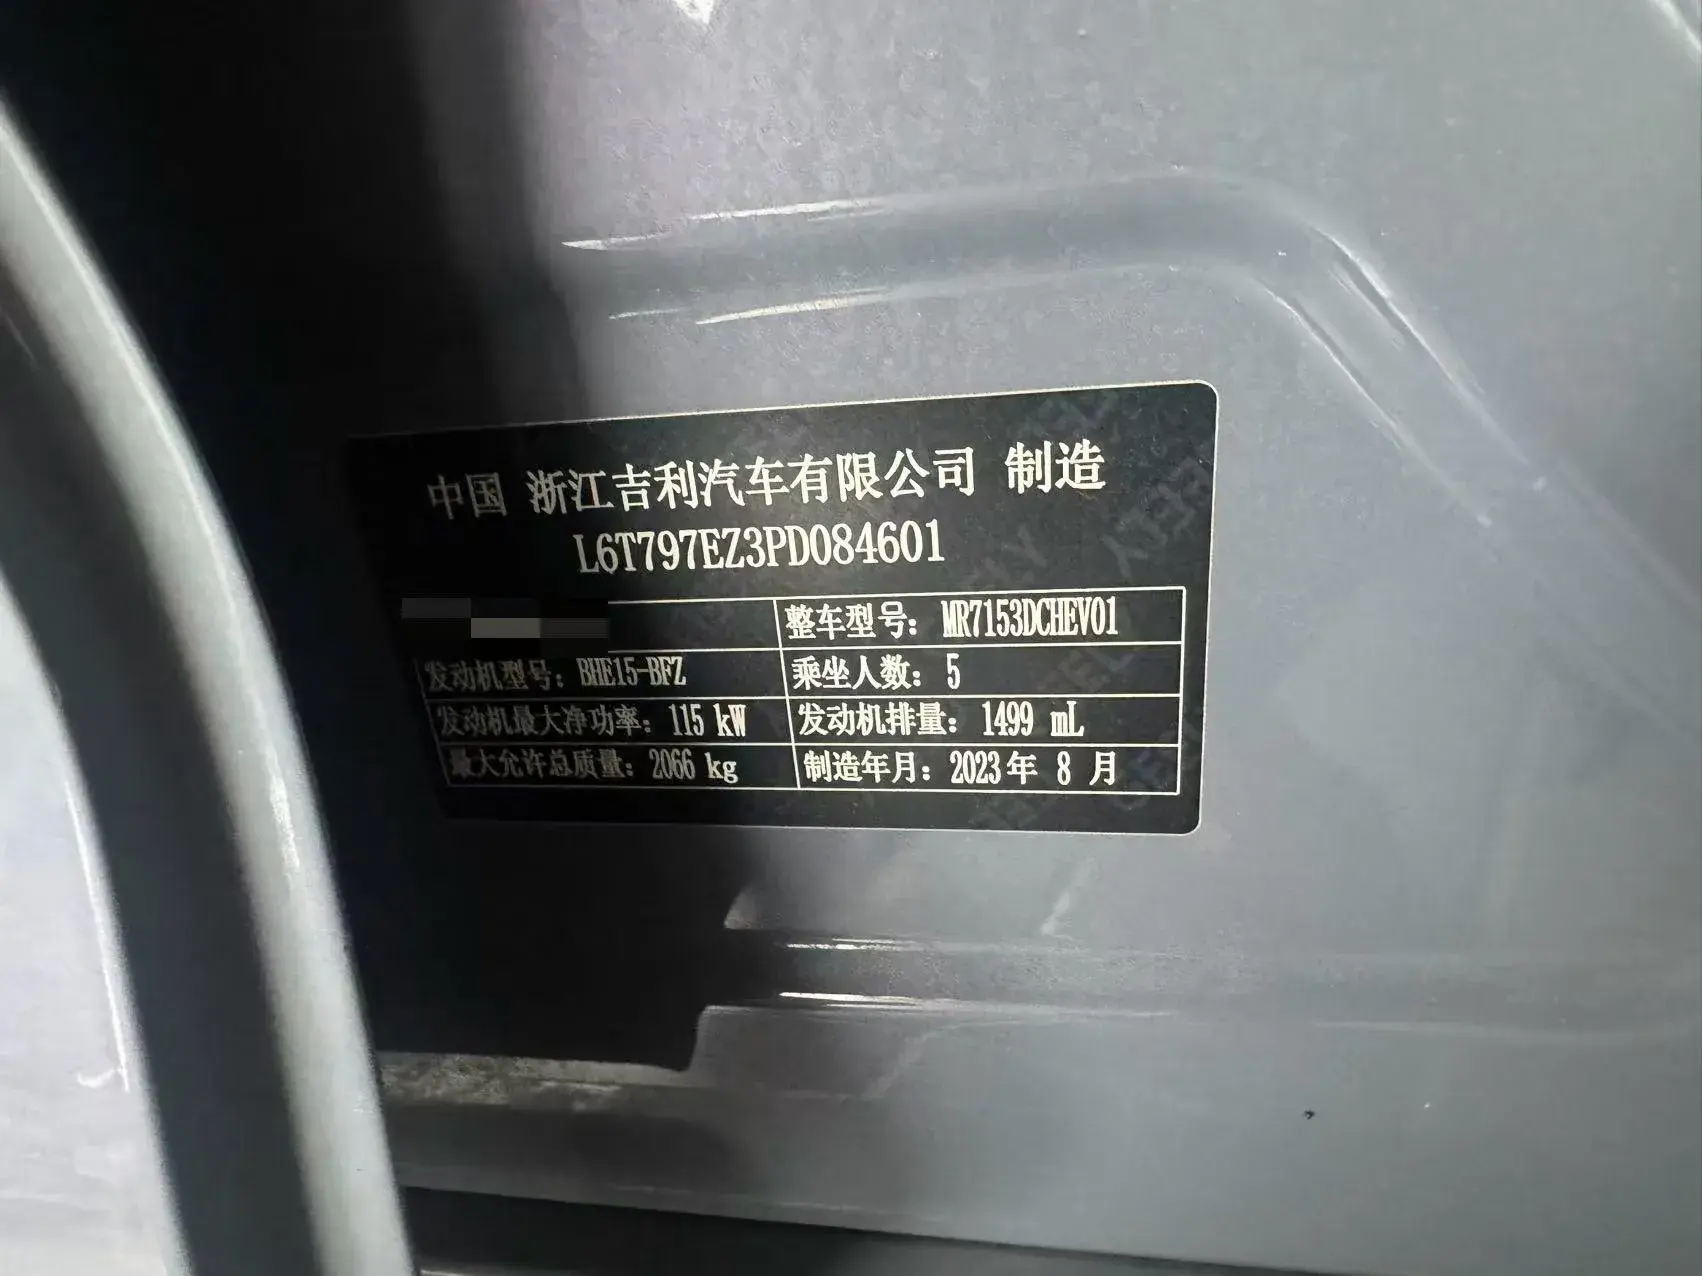 中国 浙江吉利汽车有限公司 制造
L6T797EZ3PD084601
整车型号: MR7153DCHEV01
发动机型号: BHE15-BFZ 乘坐人数: 5
发动机最大净功率: 115 kW 发动机排量: 1499 mL
最大允许总质量: 2066 kg 制造年月: 2023年 8 月